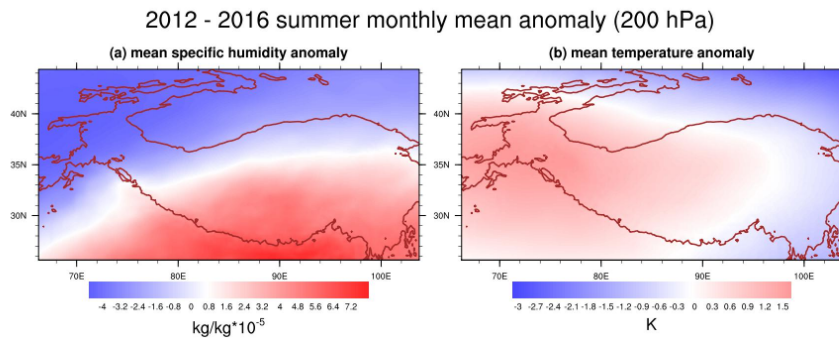 2012 - 2016 summer monthly mean anomaly (200 hPa)
(a) mean specific humidity anomaly
(b) mean temperature anomaly
40N
35N
30N
40N
35N
30N
70E 80E 90E 100E
70E 80E 90E 100E
-4 -3.2 -2.4 -1.6 -0.8 0 0.8 1.6 2.4 3.2 4 4.8 5.6 6.4 7.2
-3 -2.7 -2.4 -2.1 -1.8 -1.5 -1.2 -0.9 -0.6 -0.3 0 0.3 0.6 0.9 1.2 1.5
kg/kg*10-5
K